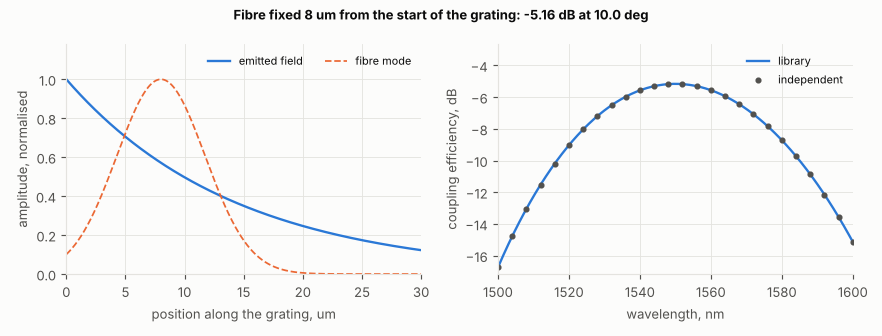 Fibre fixed 8 um from the start of the grating: -5.16 dB at 10.0 deg
emitted field
fibre mode
amplitude, normalised
1.0
0.8
0.6
0.4
0.2
0.0
0
5
10
15
20
25
30
position along the grating, um
library
independent
coupling efficiency, dB
−4
−6
−8
−10
−12
−14
−16
1500
1520
1540
1560
1580
1600
wavelength, nm